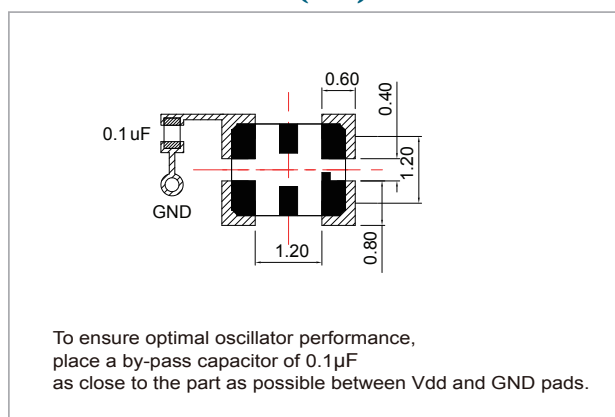 0.60
0.40
0.1uF
1.20
GND
1.20
0.80
To ensure optimal oscillator performance,
place a by-pass capacitor of 0.1µF
as close to the part as possible between Vdd and GND pads.